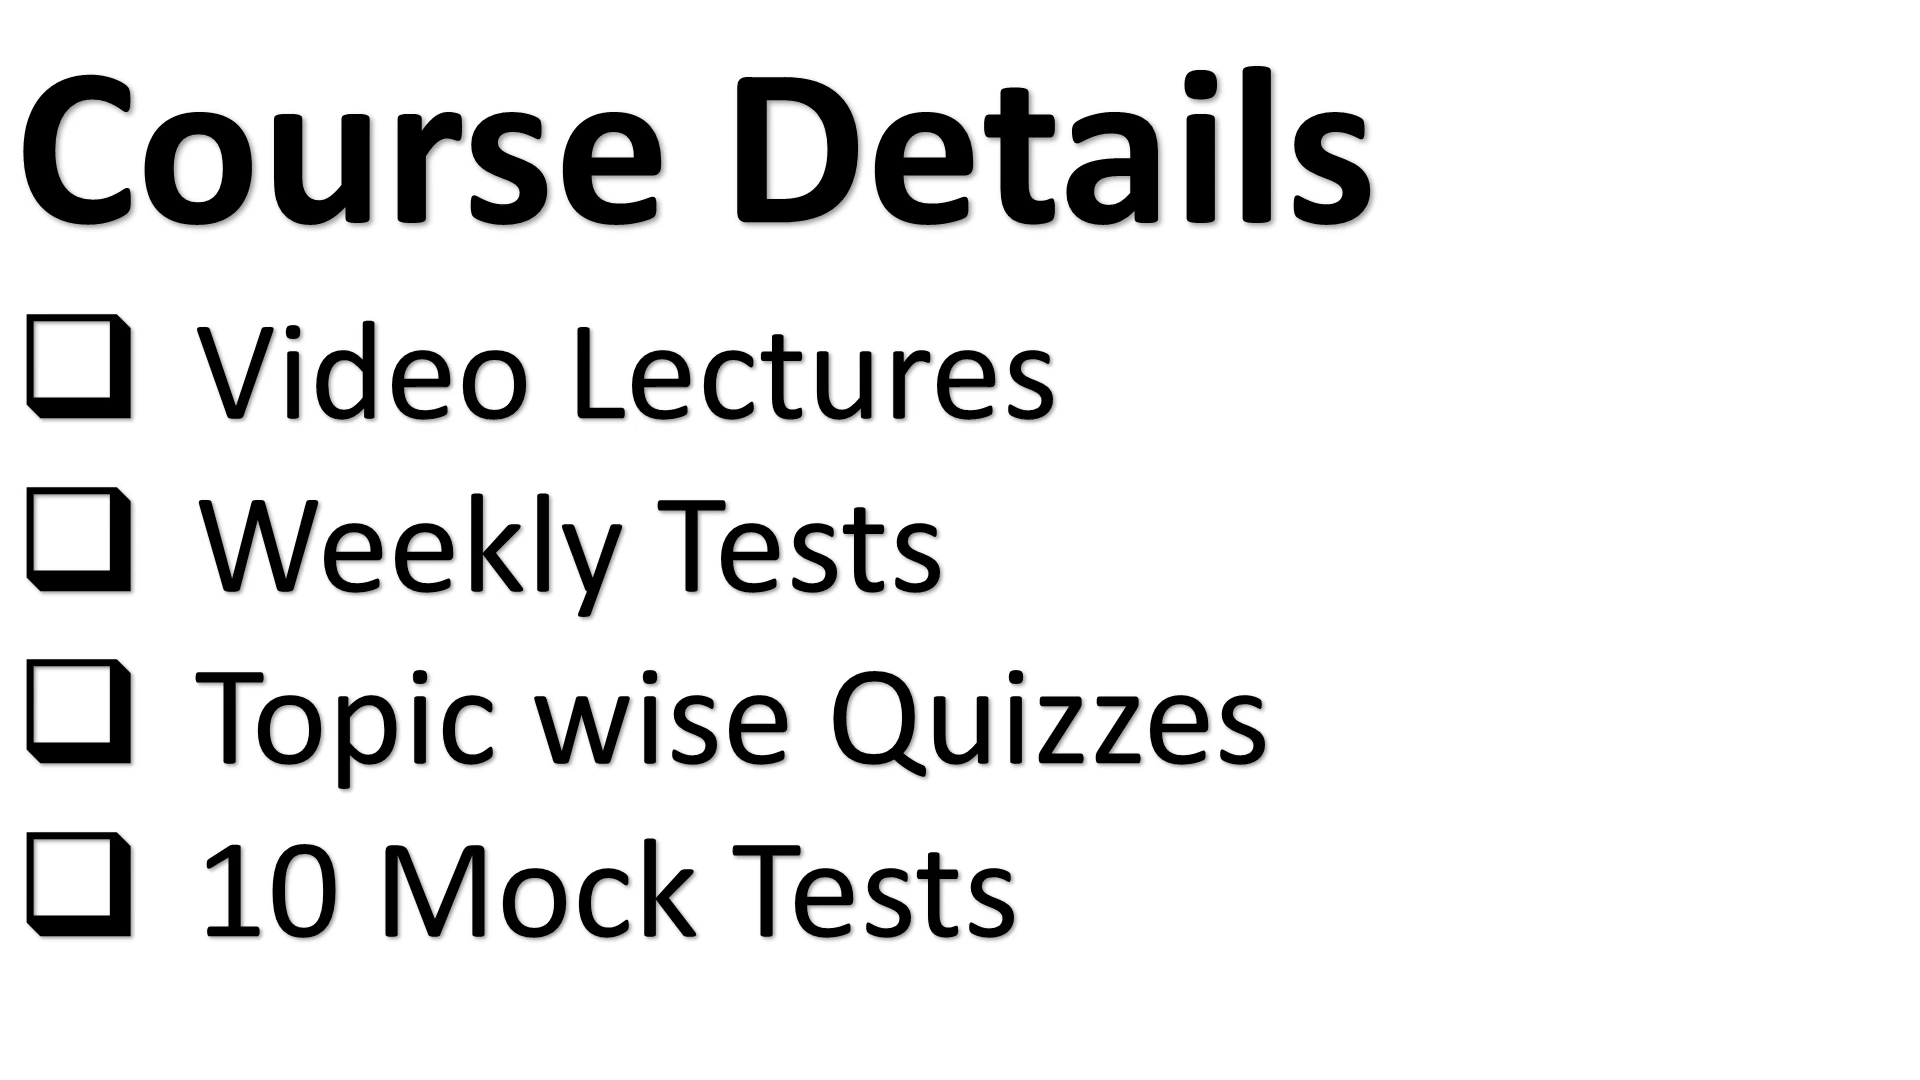 Course Details
❑ Video Lectures
❑ Weekly Tests
❑ Topic wise Quizzes
❑ 10 Mock Tests